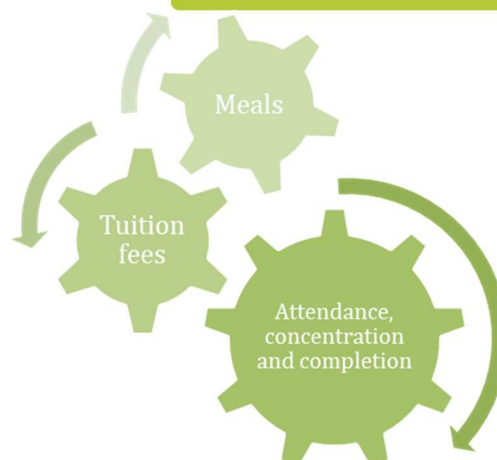 Meals
Tuition
fees
Attendance,
concentration
and completion